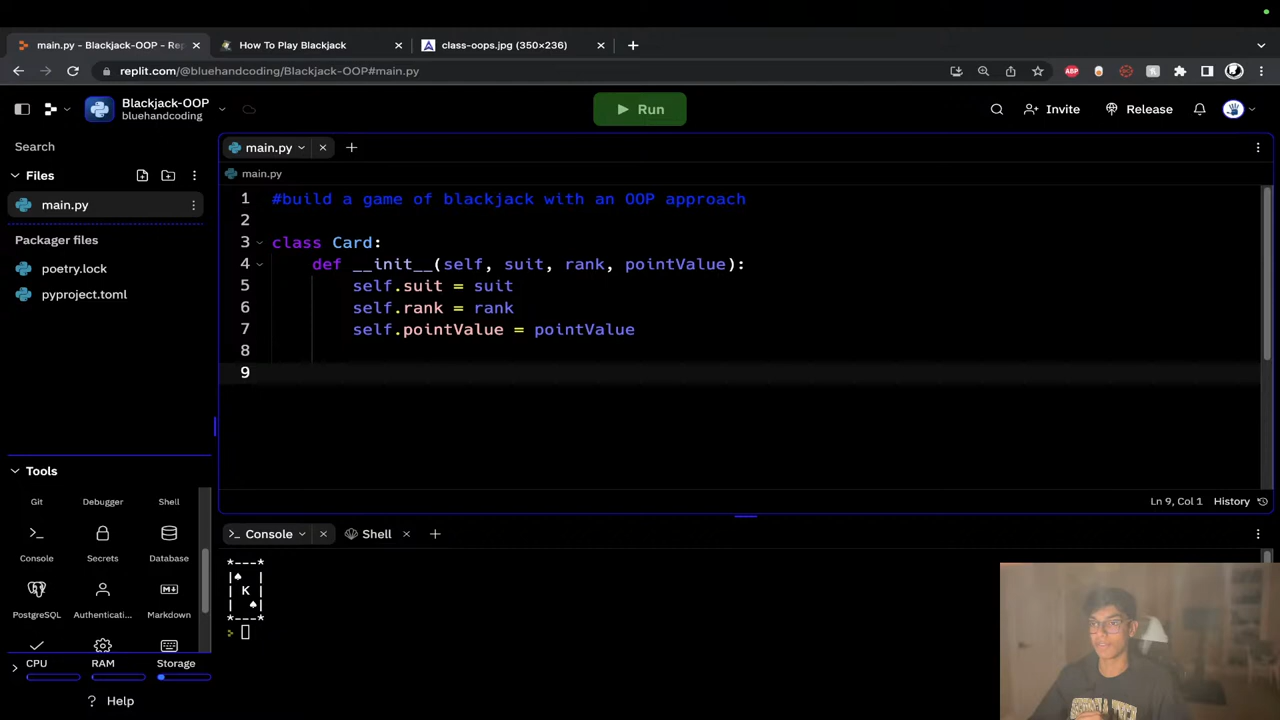 main.py - Blackjack-OOP - Rep
How To Play Blackjack
class-oops.jpg (350×236)
replit.com/@bluehandcoding/Blackjack-OOP#main.py
ABP
Blackjack-OOP
bluehandcoding
Run
Invite
Release
Search
Files
main.py
Packager files
poetry.lock
pyproject.toml
main.py
main.py
1 #build a game of blackjack with an OOP approach
2
3 class Card:
4 def __init__(self, suit, rank, pointValue):
5 self.suit = suit
6 self.rank = rank
7 self.pointValue = pointValue
8
9
Ln 9, Col 1 History
Tools
Git Debugger Shell
Console Secrets Database
PostgreSQL Authenticati... Markdown
CPU RAM Storage
? Help
Console
Shell
*---*
|♠  |
| K |
|  ♠|
*---*